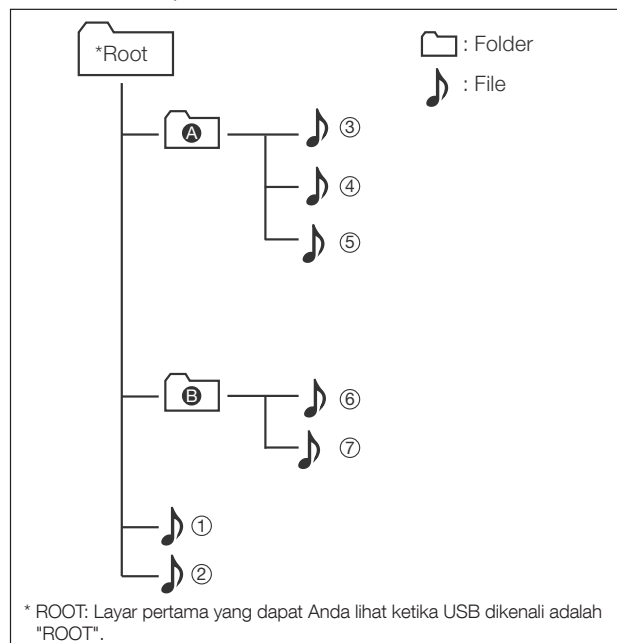 *Root
: Folder
: File
A
③
④
⑤
B
⑥
⑦
①
②
* ROOT: Layar pertama yang dapat Anda lihat ketika USB dikenali adalah
"ROOT".